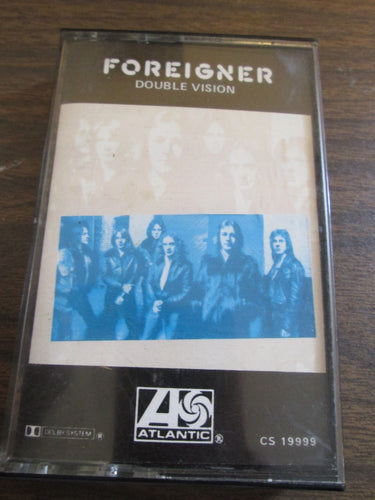 FOREIGNER
DOUBLE VISION
DOLBY SYSTEM ®
ATLANTIC ®
CS 19999